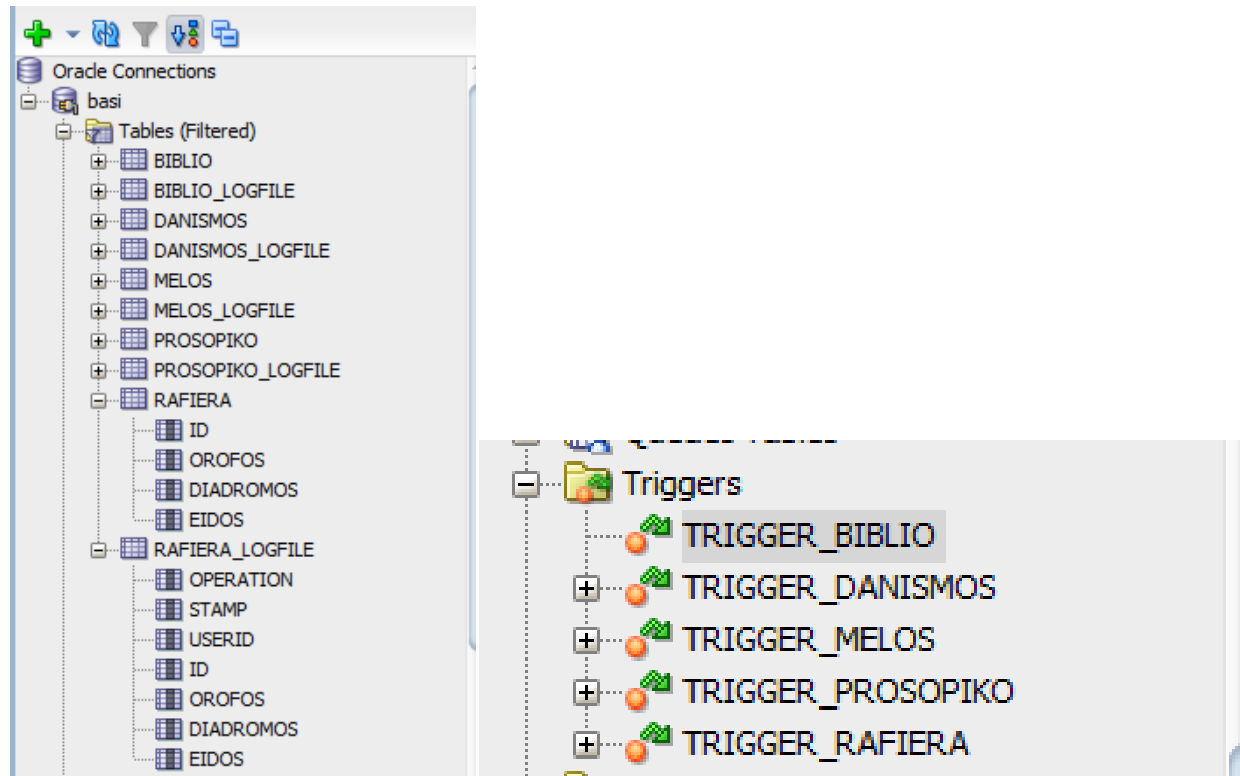 Oracle Connections
basi
Tables (Filtered)
BIBLIO
BIBLIO_LOGFILE
DANISMOS
DANISMOS_LOGFILE
MELOS
MELOS_LOGFILE
PROSOPIKO
PROSOPIKO_LOGFILE
RAFIERA
ID
OROFOS
DIADROMOS
EIDOS
RAFIERA_LOGFILE
OPERATION
STAMP
USERID
ID
OROFOS
DIADROMOS
EIDOS
Triggers
TRIGGER_BIBLIO
TRIGGER_DANISMOS
TRIGGER_MELOS
TRIGGER_PROSOPIKO
TRIGGER_RAFIERA